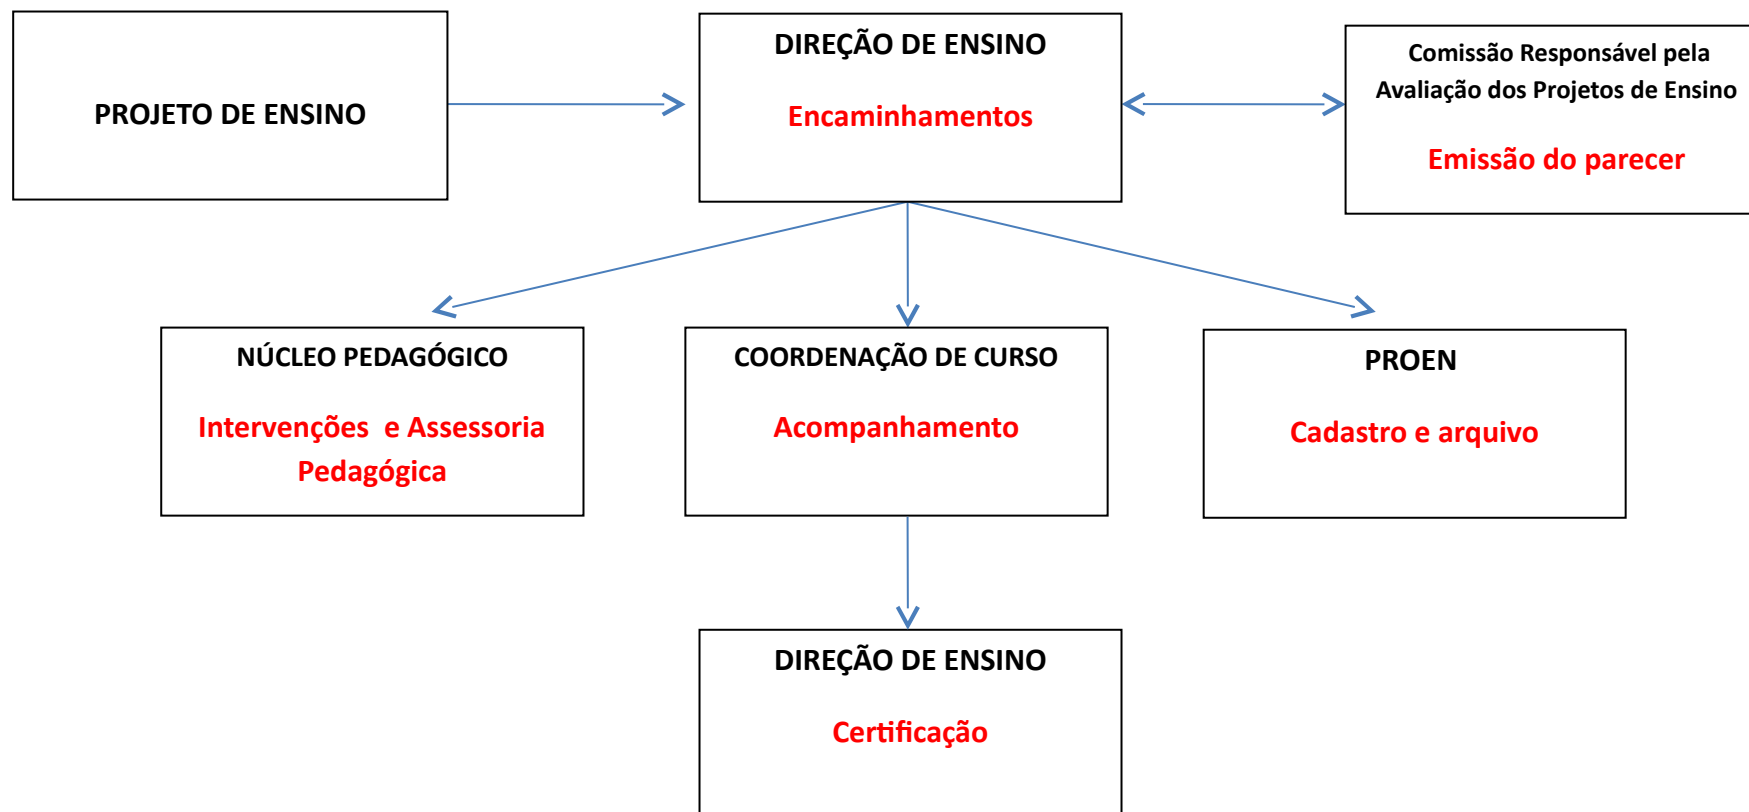 PROJETO DE ENSINO
DIREÇÃO DE ENSINO
Encaminhamentos
Comissão Responsável pela
Avaliação dos Projetos de Ensino
Emissão do parecer
NÚCLEO PEDAGÓGICO
Intervenções e Assessoria
Pedagógica
COORDENAÇÃO DE CURSO
Acompanhamento
PROEN
Cadastro e arquivo
DIREÇÃO DE ENSINO
Certificação